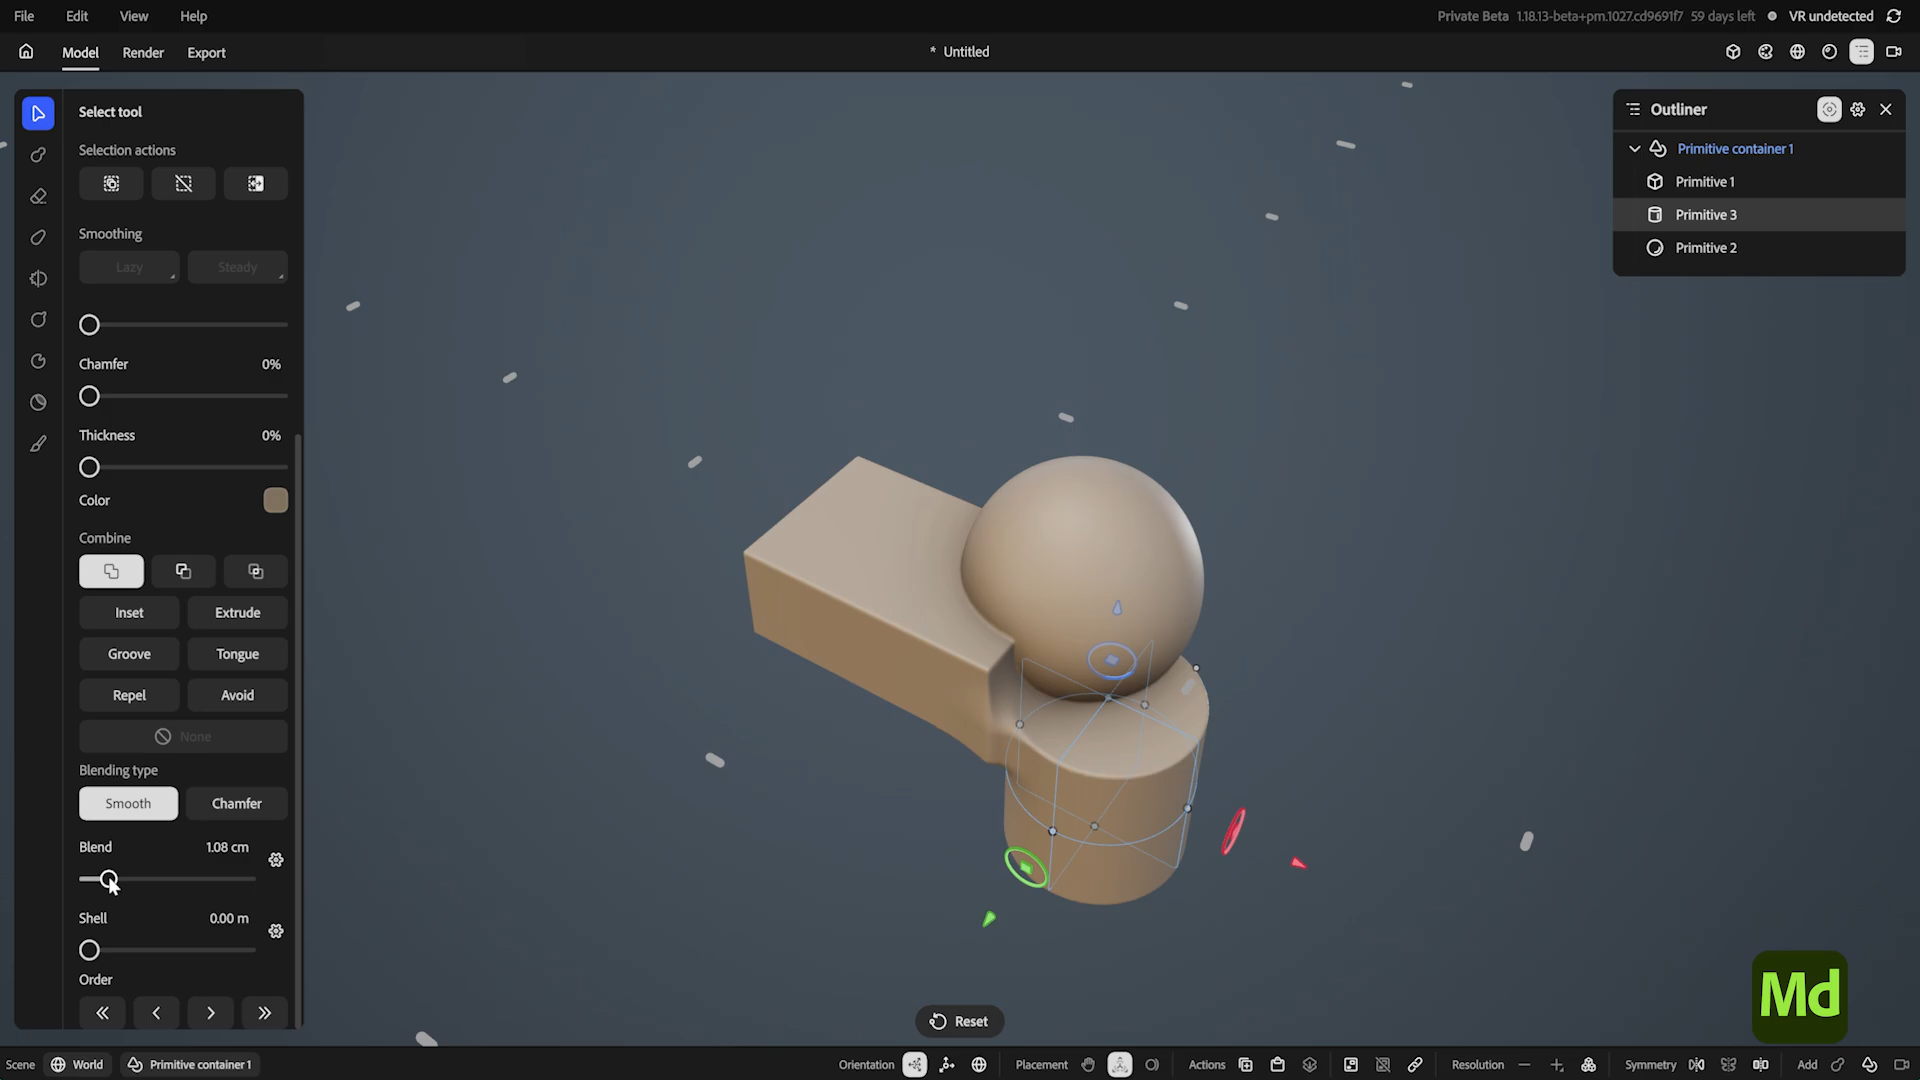 File Edit View Help
Private Beta 1.18.13-beta+pm.1027.cd9691f7 59 days left VR undetected
Model Render Export
* Untitled
Select tool
Selection actions
Smoothing
Lazy Steady
Chamfer 0%
Thickness 0%
Color
Combine
Inset Extrude
Groove Tongue
Repel Avoid
None
Blending type
Smooth Chamfer
Blend 1.08 cm
Shell 0.00 m
Order
Outliner
Primitive container 1
Primitive 1
Primitive 3
Primitive 2
Reset
Md
Scene World Primitive container 1 Orientation Placement Actions Resolution Symmetry Add